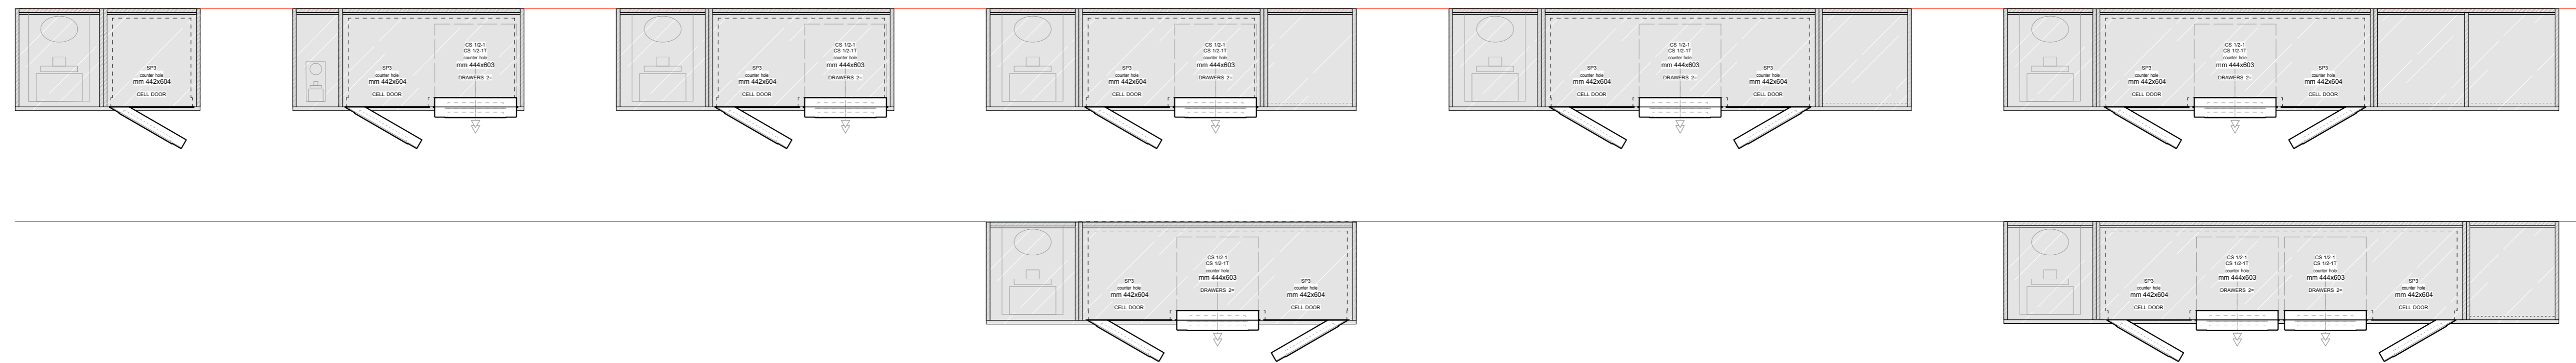 SP3
counter hole
mm 442x604
CELL DOOR
SP3
counter hole
mm 442x604
CELL DOOR
CS 1/2-1
CS 1/2-1T
counter hole
mm 444x603
DRAWERS 2=
SP3
counter hole
mm 442x604
CELL DOOR
CS 1/2-1
CS 1/2-1T
counter hole
mm 444x603
DRAWERS 2=
SP3
counter hole
mm 442x604
CELL DOOR
CS 1/2-1
CS 1/2-1T
counter hole
mm 444x603
DRAWERS 2=
SP3
counter hole
mm 442x604
CELL DOOR
CS 1/2-1
CS 1/2-1T
counter hole
mm 444x603
DRAWERS 2=
SP3
counter hole
mm 442x604
CELL DOOR
SP3
counter hole
mm 442x604
CELL DOOR
CS 1/2-1
CS 1/2-1T
counter hole
mm 444x603
DRAWERS 2=
SP3
counter hole
mm 442x604
CELL DOOR
SP3
counter hole
mm 442x604
CELL DOOR
CS 1/2-1
CS 1/2-1T
counter hole
mm 444x603
DRAWERS 2=
SP3
counter hole
mm 442x604
CELL DOOR
SP3
counter hole
mm 442x604
CELL DOOR
CS 1/2-1
CS 1/2-1T
counter hole
mm 444x603
DRAWERS 2=
CS 1/2-1
CS 1/2-1T
counter hole
mm 444x603
DRAWERS 2=
SP3
counter hole
mm 442x604
CELL DOOR